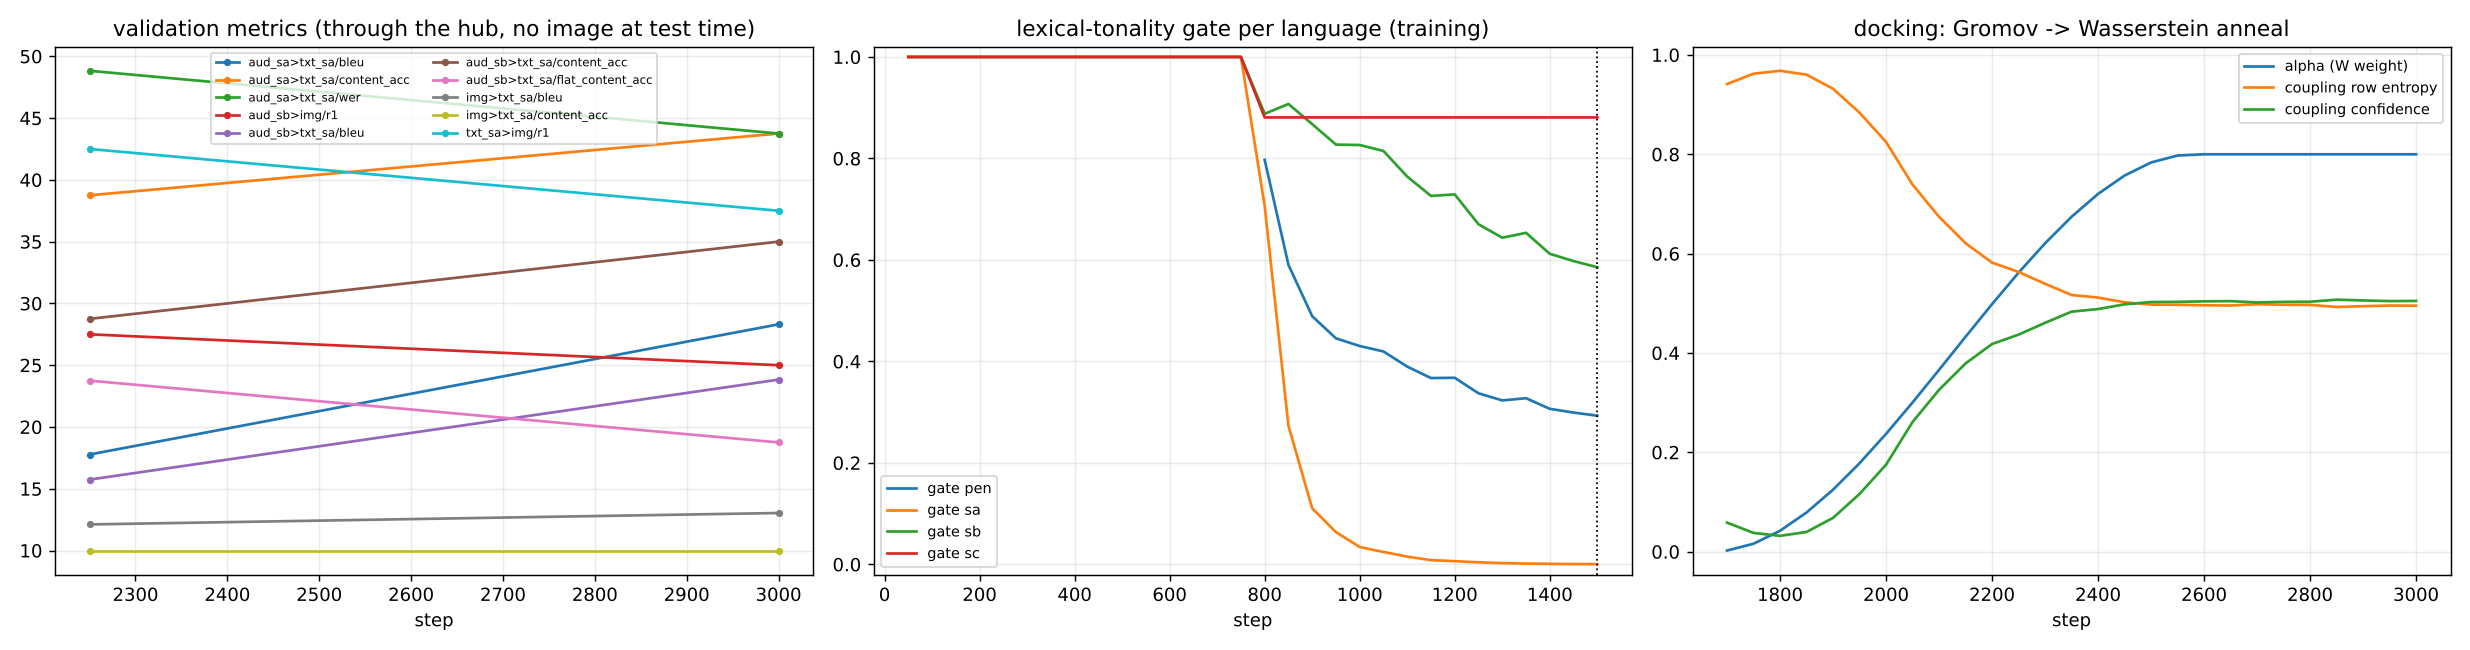 validation metrics (through the hub, no image at test time)
50
45
40
35
30
25
20
15
10
aud_sa>txt_sa/bleu
aud_sa>txt_sa/content_acc
aud_sa>txt_sa/wer
aud_sa>img/r1
aud_sb>txt_sa/bleu
aud_sb>txt_sa/content_acc
aud_sb>txt_sa/flat_content_acc
img>txt_sa/bleu
img>txt_sa/content_acc
txt_sa>img/r1
2300 2400 2500 2600 2700 2800 2900 3000
step
lexical-tonality gate per language (training)
1.0
0.8
0.6
0.4
0.2
0.0
gate pen
gate sa
gate sb
gate sc
0 200 400 600 800 1000 1200 1400
step
docking: Gromov -> Wasserstein anneal
1.0
0.8
0.6
0.4
0.2
0.0
alpha (W weight)
coupling row entropy
coupling confidence
1800 2000 2200 2400 2600 2800 3000
step